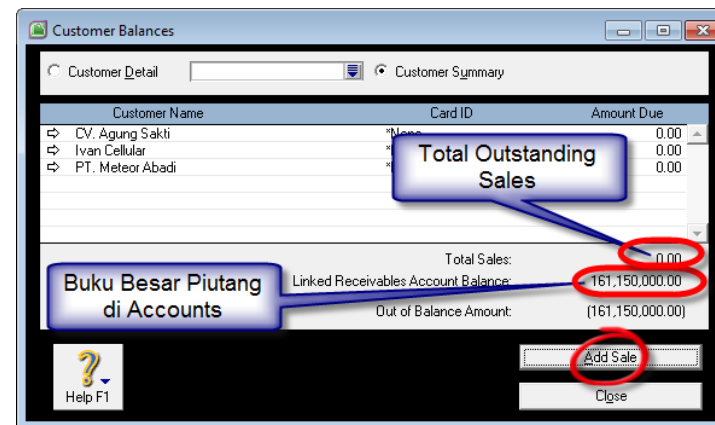 Customer Balances
Customer Detail
Customer Summary
Customer Name Card ID Amount Due
CV. Agung Sakti 0.00
Ivan Cellular 0.00
PT. Meteor Abadi 0.00
Total Outstanding
Sales
Total Sales: 0.00
Buku Besar Piutang
di Accounts
Linked Receivables Account Balance: 161,150,000.00
Out of Balance Amount: (161,150,000.00)
Add Sale
Help F1
Close